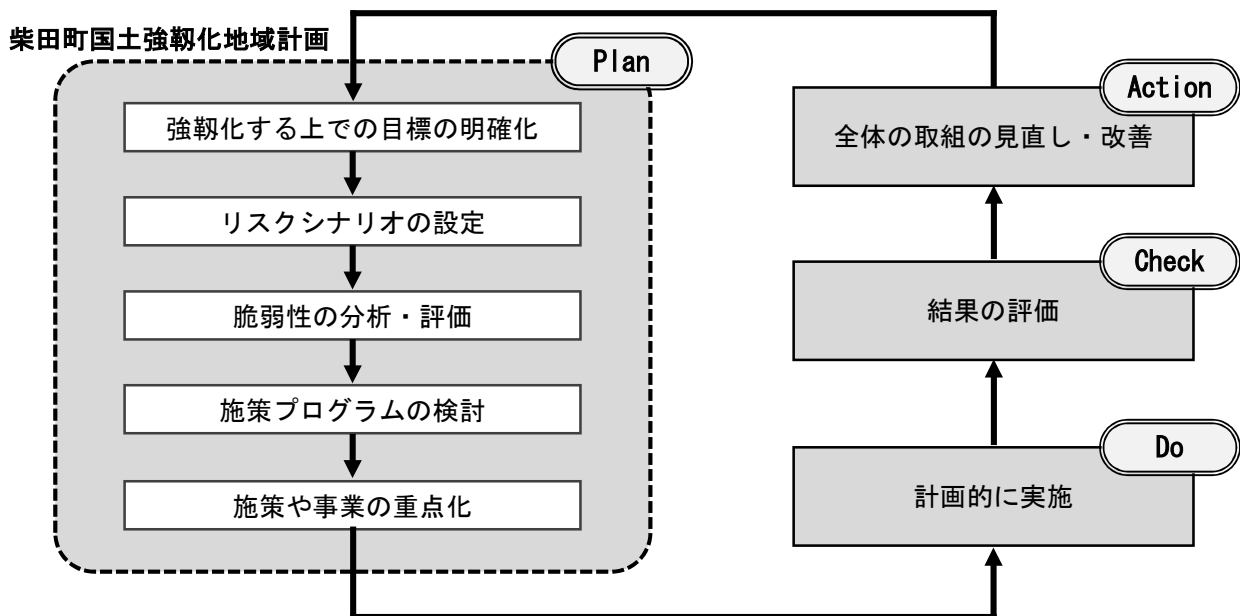 柴田町国土強靱化地域計画
Plan
強靱化する上での目標の明確化
リスクシナリオの設定
脆弱性の分析・評価
施策プログラムの検討
施策や事業の重点化
Action
全体の取組の見直し・改善
Check
結果の評価
Do
計画的に実施